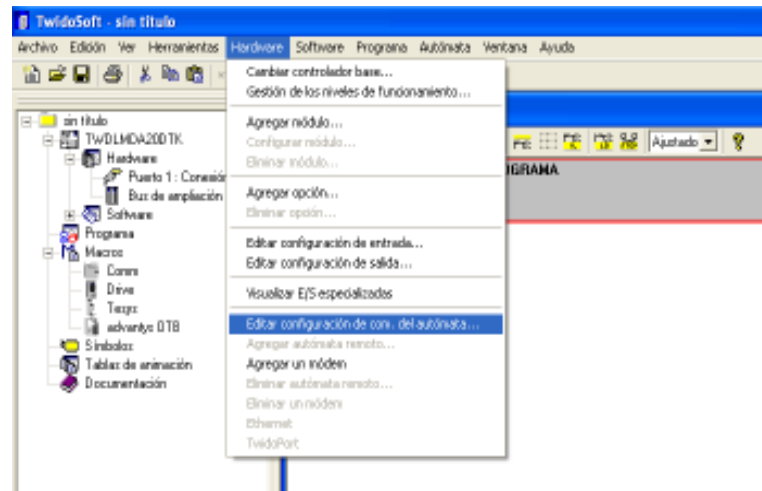 TwidoSoft - sin título
Archivo Edición Ver Herramientas Hardware Software Programa Autómata Ventana Ayuda
Cambiar controlador base...
Gestión de los niveles de funcionamiento...
Agregar módulo...
Configurar módulo...
Eliminar módulo...
Agregar opción...
Eliminar opción...
Editar configuración de entrada...
Editar configuración de salida...
Visualizar E/S especializadas
Editar configuración de com. del autómata...
Agregar autómata remoto...
Agregar un módem
Eliminar autómata remoto...
Eliminar un módem
Ethernet
TwidoPort
sin título
TWDLMDA20DTK
Hardware
Puerto 1 : Conexión
Bus de ampliación
Software
Programa
Macros
Comm
Drive
Tesys
advantys OTB
Símbolos
Tablas de animación
Documentación
Ajustado
OGRAMA